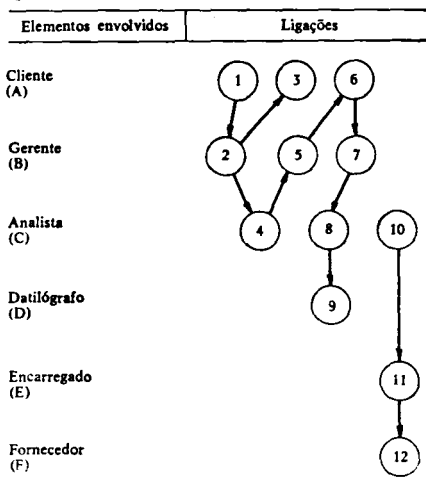 Elementos envolvidos Ligações
Cliente 1 3 6
(A)
Gerente 2 5 7
(B)
Analista 4 8 10
(C)
Datilógrafo 9
(D)
Encarregado 11
(E)
Fornecedor 12
(F)